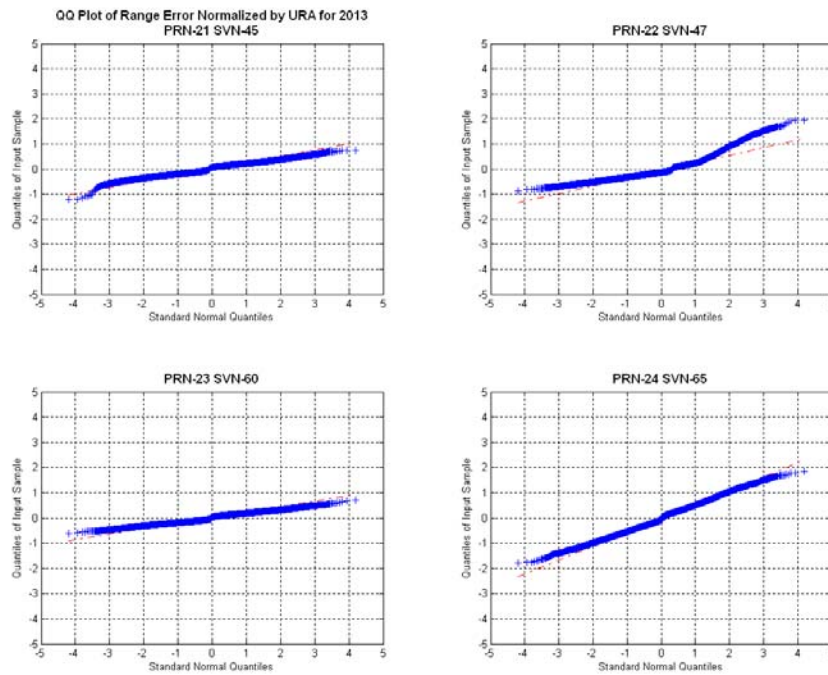 QQ Plot of Range Error Normalized by URA for 2013
PRN-21 SVN-45
5
4
3
2
1
0
-1
-2
-3
-4
-5
Quantiles of Input Sample
-5 -4 -3 -2 -1 0 1 2 3 4 5
Standard Normal Quantiles
PRN-22 SVN-47
5
4
3
2
1
0
-1
-2
-3
-4
-5
Quantiles of Input Sample
-5 -4 -3 -2 -1 0 1 2 3 4
Standard Normal Quantiles
PRN-23 SVN-60
5
4
3
2
1
0
-1
-2
-3
-4
-5
Quantiles of Input Sample
-5 -4 -3 -2 -1 0 1 2 3 4 5
Standard Normal Quantiles
PRN-24 SVN-65
5
4
3
2
1
0
-1
-2
-3
-4
-5
Quantiles of Input Sample
-5 -4 -3 -2 -1 0 1 2 3 4
Standard Normal Quantiles